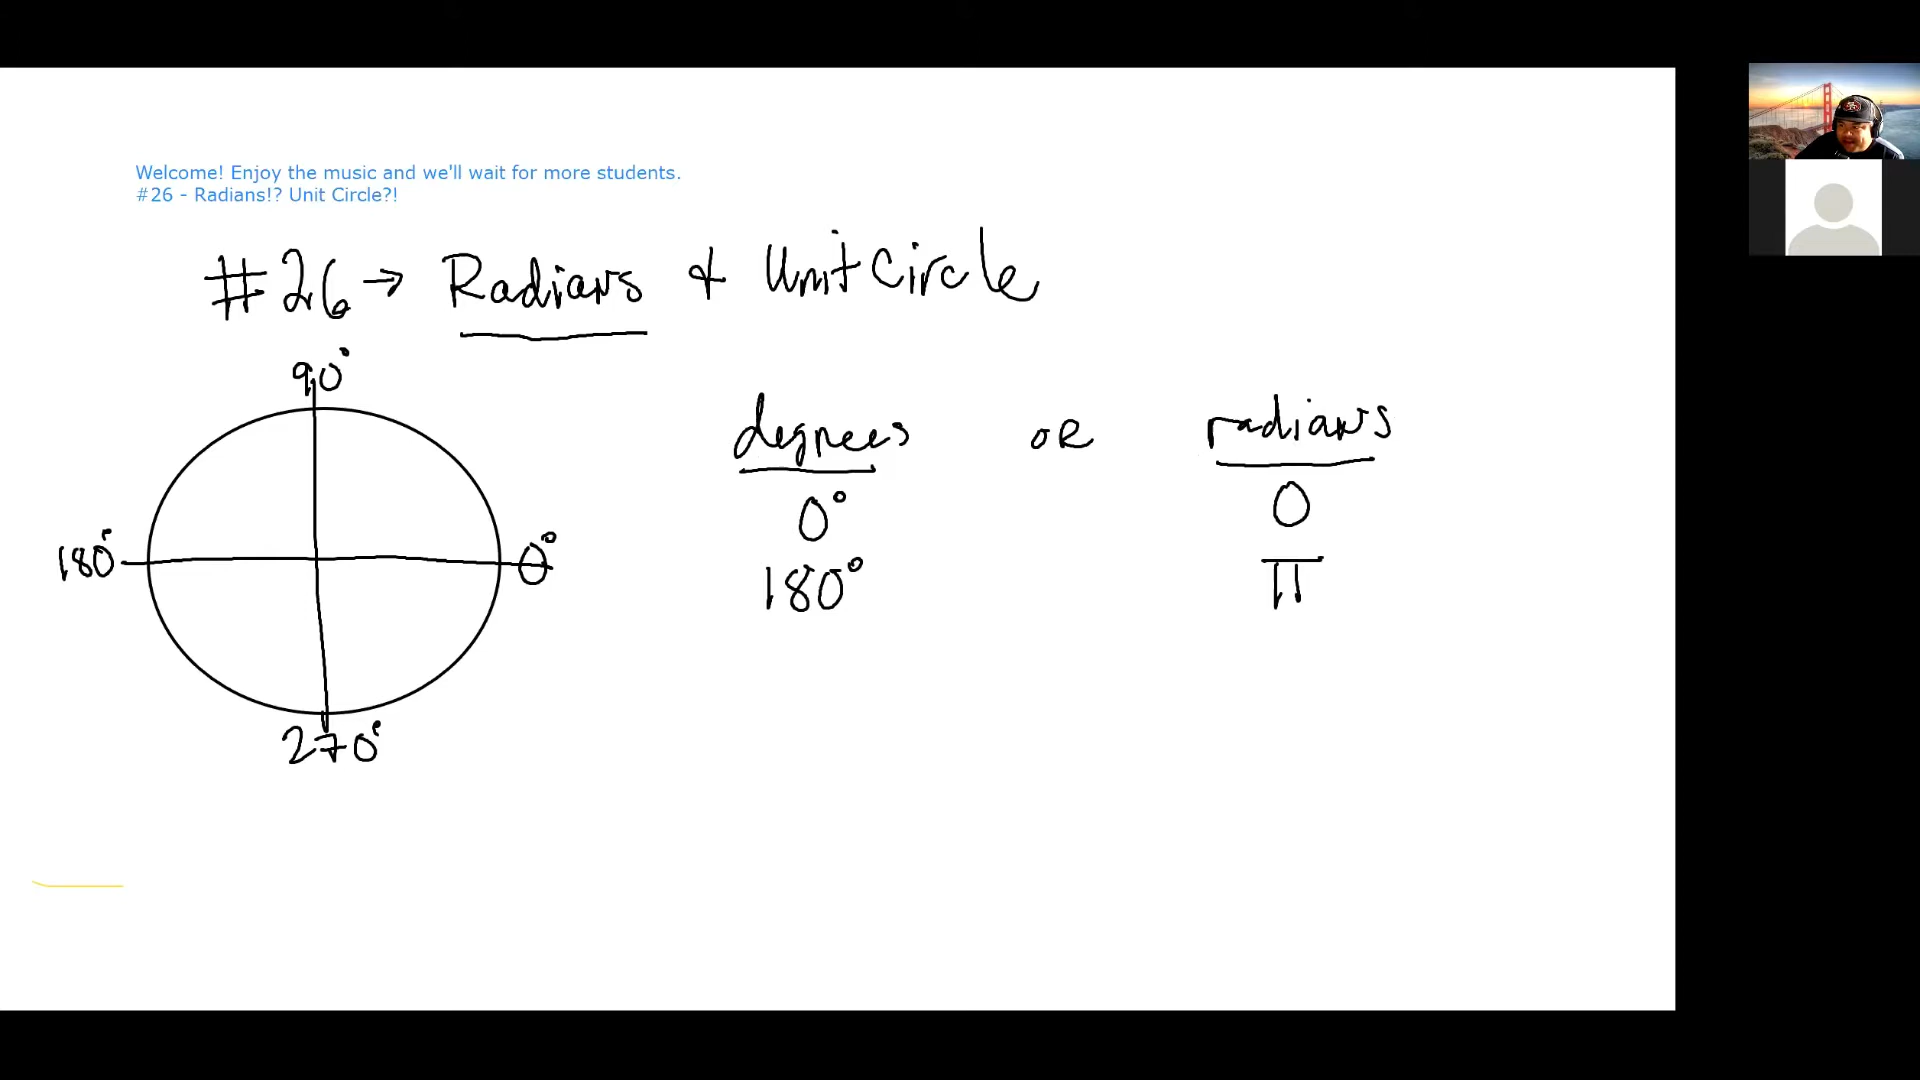 Welcome! Enjoy the music and we'll wait for more students.
#26 - Radians!? Unit Circle?!
#26 → Radians & Unit Circle
90°
degrees or radians
0° 0
180° 0°
180° π
270°